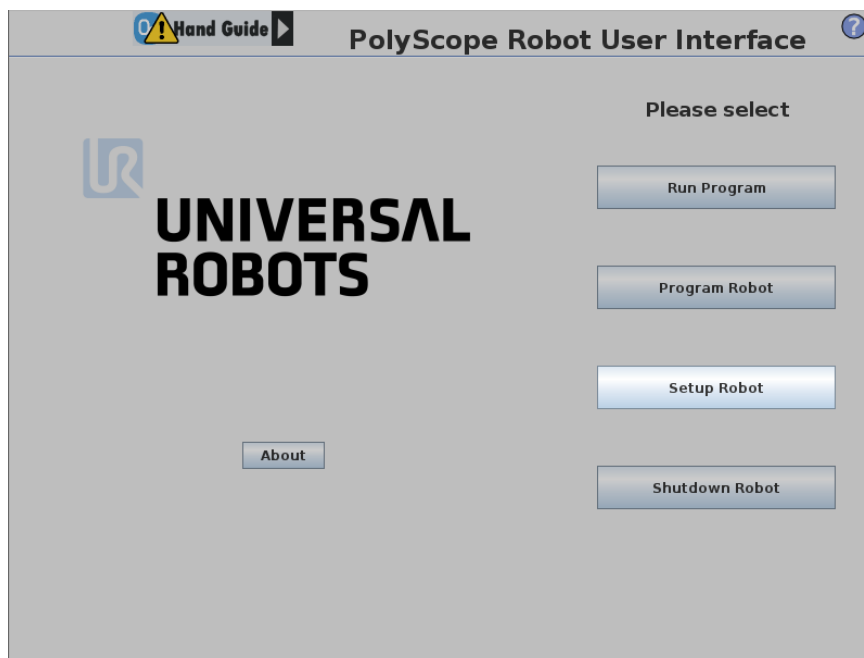 Hand Guide
PolyScope Robot User Interface
?
Please select
UR
UNIVERSAL
ROBOTS
Run Program
Program Robot
Setup Robot
About
Shutdown Robot